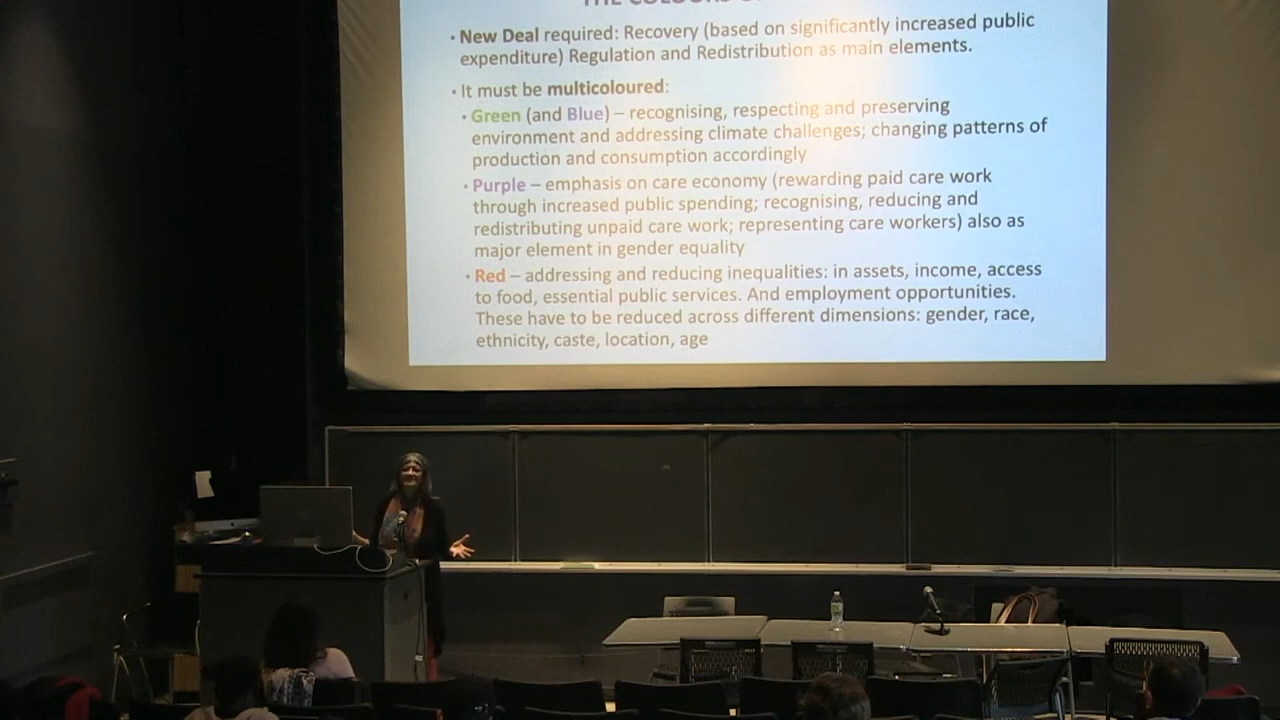 THE COLOURS
• New Deal required: Recovery (based on significantly increased public
expenditure) Regulation and Redistribution as main elements.
• It must be multicoloured:
• Green (and Blue) – recognising, respecting and preserving
environment and addressing climate challenges; changing patterns of
production and consumption accordingly
• Purple – emphasis on care economy (rewarding paid care work
through increased public spending; recognising, reducing and
redistributing unpaid care work; representing care workers) also as
major element in gender equality
• Red – addressing and reducing inequalities: in assets, income, access
to food, essential public services. And employment opportunities.
These have to be reduced across different dimensions: gender, race,
ethnicity, caste, location, age